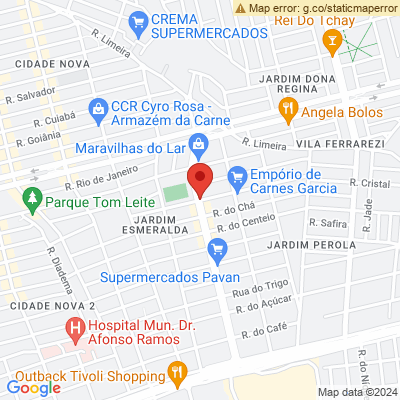 Map error: g.co/staticmaperror
CREMA
SUPERMERCADOS
Rei Do Tchay
R. Limeira
CIDADE NOVA
JARDIM DONA
REGINA
R. Salvador
CCR Cyro Rosa -
Armazém da Carne
Angela Bolos
R. Cuiabá
R. Goiânia
Maravilhas do Lar
R. Limeira
VILA FERRAREZI
R. Rio de Janeiro
Empório de
Carnes Garcia
R. Cristal
Parque Tom Leite
R. Jade
JARDIM
ESMERALDA
R. do Chá
R. do Centeio
R. Safira
JARDIM PEROLA
R. Diadema
Supermercados Pavan
Rua do Trigo
R. do Açúcar
CIDADE NOVA 2
H
Hospital Mun. Dr.
Afonso Ramos
R. do Café
Outback Tivoli Shopping
Google
Map data ©2024